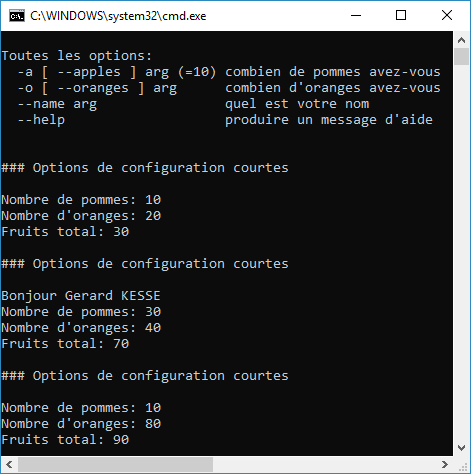 C:\WINDOWS\system32\cmd.exe
Toutes les options:
-a [ --apples ] arg (=10) combien de pommes avez-vous
-o [ --oranges ] arg combien d'oranges avez-vous
--name arg quel est votre nom
--help produire un message d'aide
### Options de configuration courtes
Nombre de pommes: 10
Nombre d'oranges: 20
Fruits total: 30
### Options de configuration courtes
Bonjour Gerard KESSE
Nombre de pommes: 30
Nombre d'oranges: 40
Fruits total: 70
### Options de configuration courtes
Nombre de pommes: 10
Nombre d'oranges: 80
Fruits total: 90